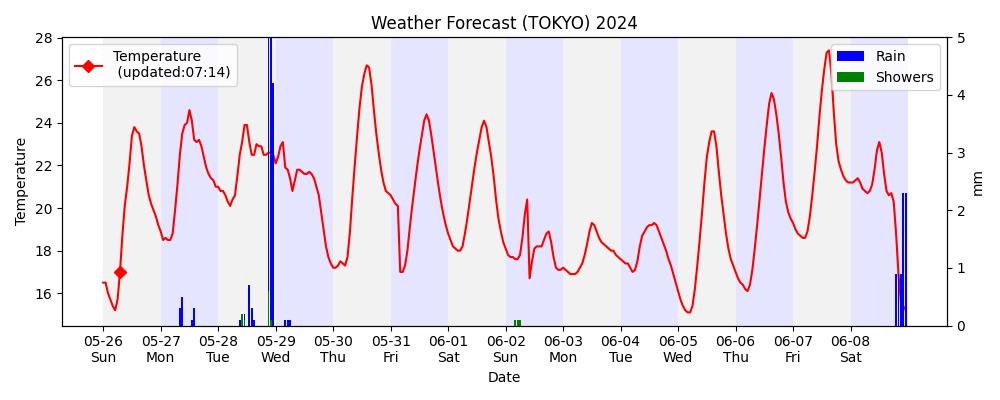 Weather Forecast (TOKYO) 2024
Temperature
(updated:07:14)
Rain
Showers
28
26
24
22
20
18
16
Temperature
5
4
3
2
1
0
mm
05-26 05-27 05-28 05-29 05-30 05-31 06-01 06-02 06-03 06-04 06-05 06-06 06-07 06-08
Sun Mon Tue Wed Thu Fri Sat Sun Mon Tue Wed Thu Fri Sat
Date